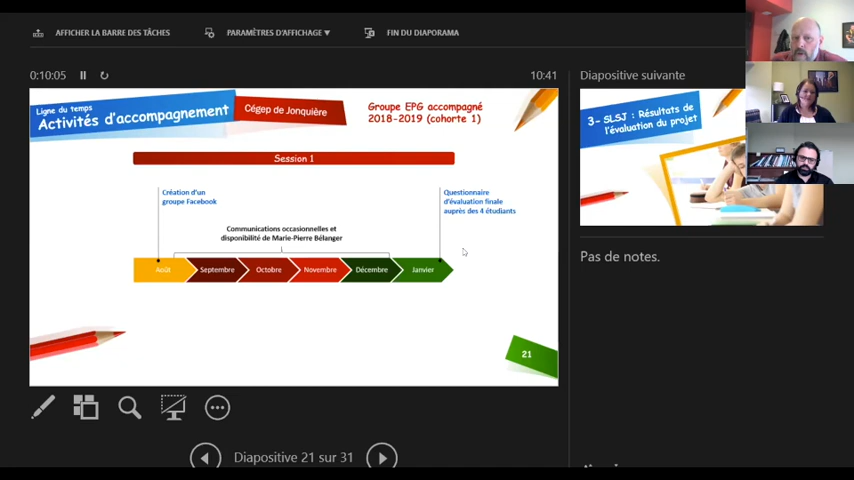 AFFICHER LA BARRE DES TÂCHES
PARAMÈTRES D'AFFICHAGE ▼
FIN DU DIAPORAMA
0:10:05
10:41
Diapositive suivante
Ligne du temps
Activités d'accompagnement
Cégep de Jonquière
Groupe EPG accompagné
2018-2019 (cohorte 1)
Session 1
Création d'un
groupe Facebook
Questionnaire
d'évaluation finale
auprès des 4 étudiants
Communications occasionnelles et
disponibilité de Marie-Pierre Bélanger
Août
Septembre
Octobre
Novembre
Décembre
Janvier
21
3- SLSJ : Résultats de
l'évaluation du projet
Pas de notes.
Diapositive 21 sur 31